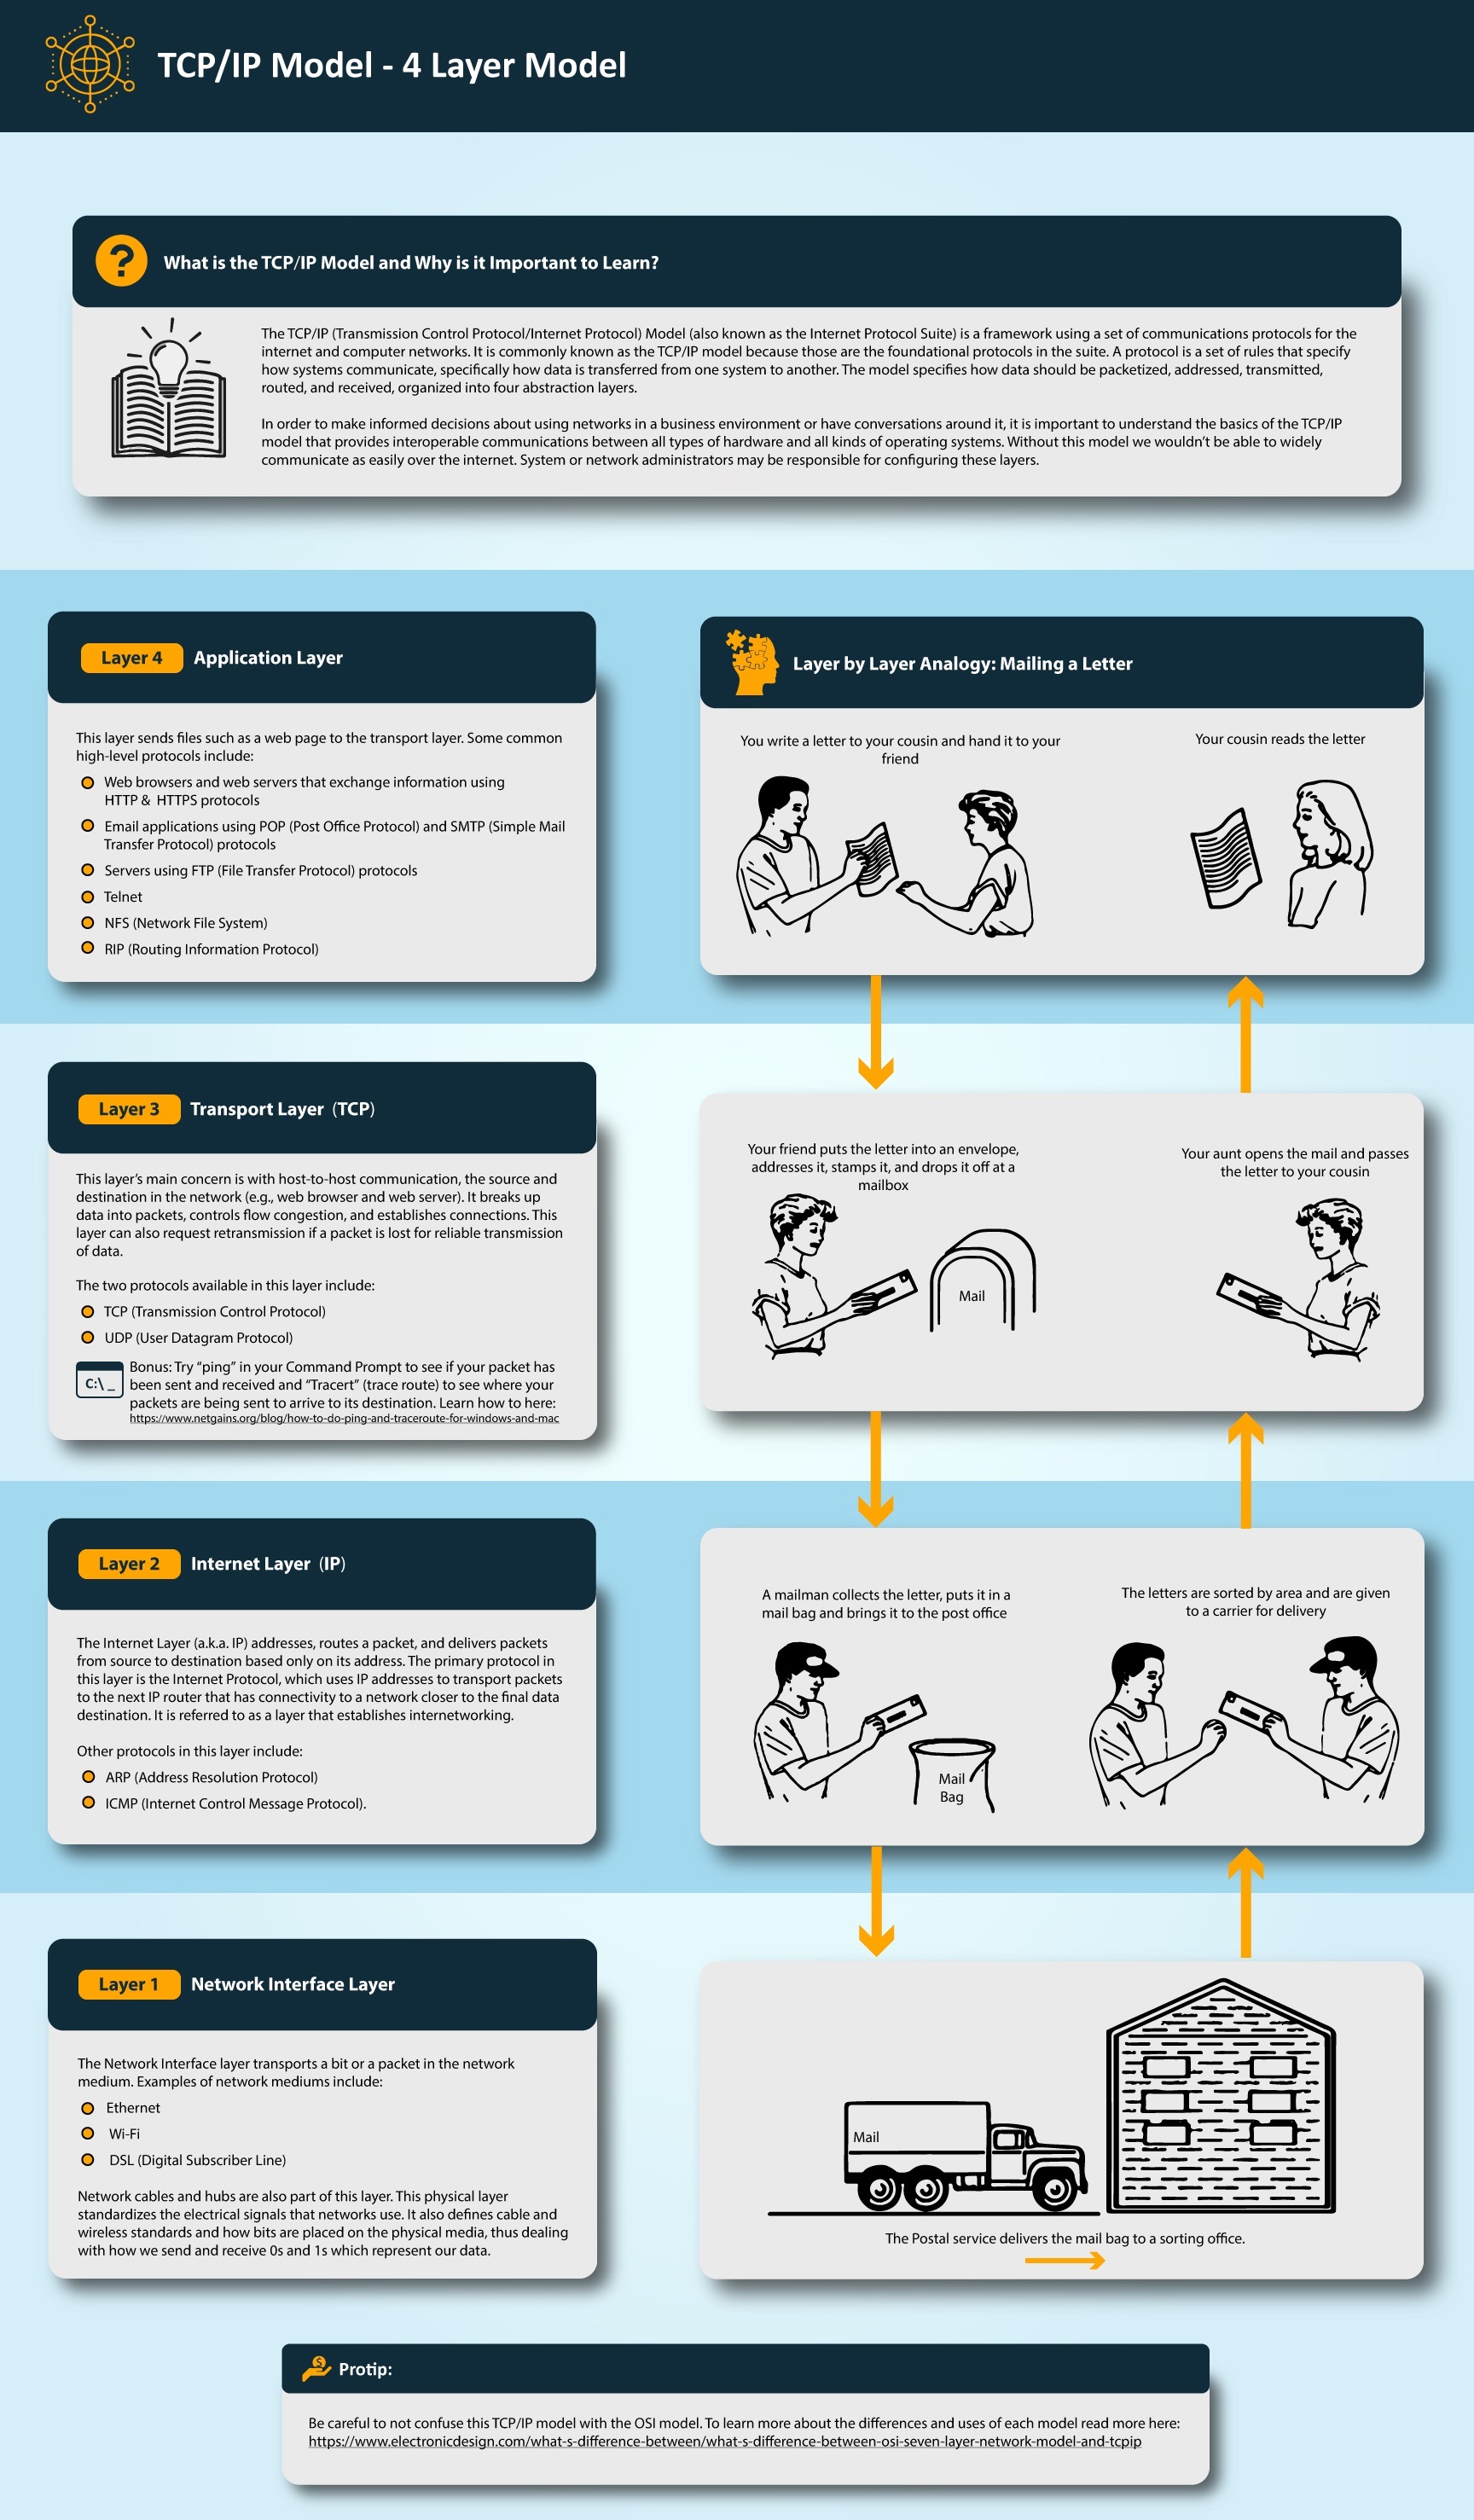 TCP/IP Model - 4 Layer Model
What is the TCP/IP Model and Why is it Important to Learn?
The TCP/IP (Transmission Control Protocol/Internet Protocol) Model (also known as the Internet Protocol Suite) is a framework using a set of communications protocols for the
internet and computer networks. It is commonly known as the TCP/IP model because those are the foundational protocols in the suite. A protocol is a set of rules that specify
how systems communicate, specifically how data is transferred from one system to another. The model specifies how data should be packetized, addressed, transmitted,
routed, and received, organized into four abstraction layers.
In order to make informed decisions about using networks in a business environment or have conversations around it, it is important to understand the basics of the TCP/IP
model that provides interoperable communications between all types of hardware and all kinds of operating systems. Without this model we wouldn't be able to widely
communicate as easily over the internet. System or network administrators may be responsible for configuring these layers.
Layer 4 Application Layer
This layer sends files such as a web page to the transport layer. Some common
high-level protocols include:
Web browsers and web servers that exchange information using
HTTP & HTTPS protocols
Email applications using POP (Post Office Protocol) and SMTP (Simple Mail
Transfer Protocol) protocols
Servers using FTP (File Transfer Protocol) protocols
Telnet
NFS (Network File System)
RIP (Routing Information Protocol)
Layer by Layer Analogy: Mailing a Letter
You write a letter to your cousin and hand it to your
friend
Your cousin reads the letter
Layer 3 Transport Layer (TCP)
This layer's main concern is with host-to-host communication, the source and
destination in the network (e.g., web browser and web server). It breaks up
data into packets, controls flow congestion, and establishes connections. This
layer can also request retransmission if a packet is lost for reliable transmission
of data.
The two protocols available in this layer include:
TCP (Transmission Control Protocol)
UDP (User Datagram Protocol)
C:\ _
Bonus: Try "ping" in your Command Prompt to see if your packet has
been sent and received and "Tracert" (trace route) to see where your
packets are being sent to arrive to its destination. Learn how to here:
https://www.netgains.org/blog/how-to-do-ping-and-traceroute-for-windows-and-mac
Your friend puts the letter into an envelope,
addresses it, stamps it, and drops it off at a
mailbox
Mail
Your aunt opens the mail and passes
the letter to your cousin
Layer 2 Internet Layer (IP)
The Internet Layer (a.k.a. IP) addresses, routes a packet, and delivers packets
from source to destination based only on its address. The primary protocol in
this layer is the Internet Protocol, which uses IP addresses to transport packets
to the next IP router that has connectivity to a network closer to the final data
destination. It is referred to as a layer that establishes internetworking.
Other protocols in this layer include:
ARP (Address Resolution Protocol)
ICMP (Internet Control Message Protocol).
A mailman collects the letter, puts it in a
mail bag and brings it to the post office
Mail
Bag
The letters are sorted by area and are given
to a carrier for delivery
Layer 1 Network Interface Layer
The Network Interface layer transports a bit or a packet in the network
medium. Examples of network mediums include:
Ethernet
Wi-Fi
DSL (Digital Subscriber Line)
Network cables and hubs are also part of this layer. This physical layer
standardizes the electrical signals that networks use. It also defines cable and
wireless standards and how bits are placed on the physical media, thus dealing
with how we send and receive 0s and 1s which represent our data.
Mail
The Postal service delivers the mail bag to a sorting office.
$
Protip:
Be careful to not confuse this TCP/IP model with the OSI model. To learn more about the differences and uses of each model read more here:
https://www.electronicdesign.com/what-s-difference-between/what-s-difference-between-osi-seven-layer-network-model-and-tcpip